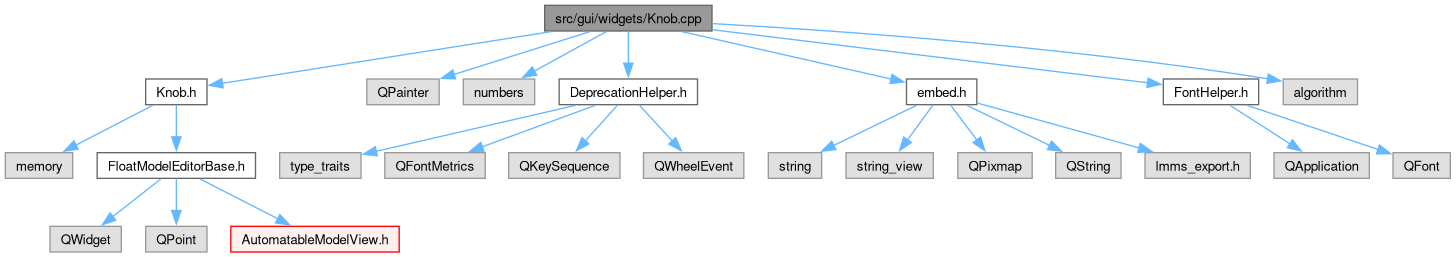 src/gui/widgets/Knob.cpp
Knob.h
QPainter
numbers
DeprecationHelper.h
embed.h
FontHelper.h
algorithm
memory
FloatModelEditorBase.h
type_traits
QFontMetrics
QKeySequence
QWheelEvent
string
string_view
QPixmap
QString
lmms_export.h
QApplication
QFont
QWidget
QPoint
AutomatableModelView.h